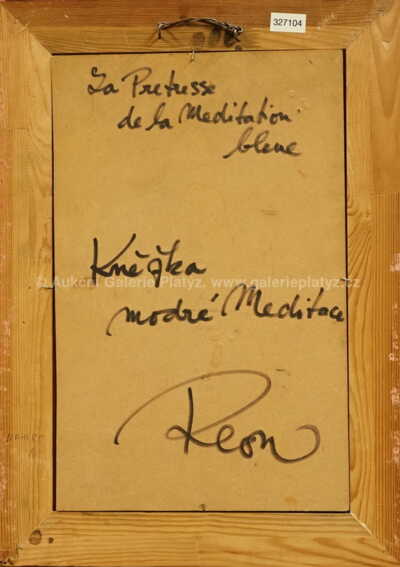 327104
La Pretresse
de la Meditation
bleue
Kněžka
© Aukční Galerie Platýz, www.galerieplatyz.cz
modré Meditace
Reon